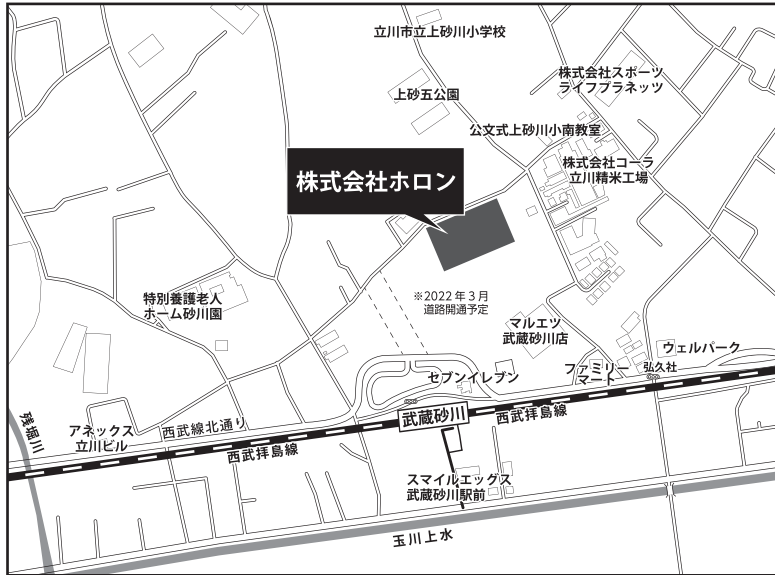 立川市立上砂川小学校
株式会社スポーツ
ライフプラネッツ
上砂五公園
公文式上砂川小南教室
株式会社コーラ
立川精米工場
株式会社ホロン
特別養護老人
ホーム砂川園
※2022年3月
道路開通予定
マルエツ
武蔵砂川店
ウェルパーク
弘久社
ファミリー
マート
セブンイレブン
残堀川
アネックス
立川ビル
西武線北通り
武蔵砂川
西武拝島線
西武拝島線
スマイルエッグス
武蔵砂川駅前
玉川上水